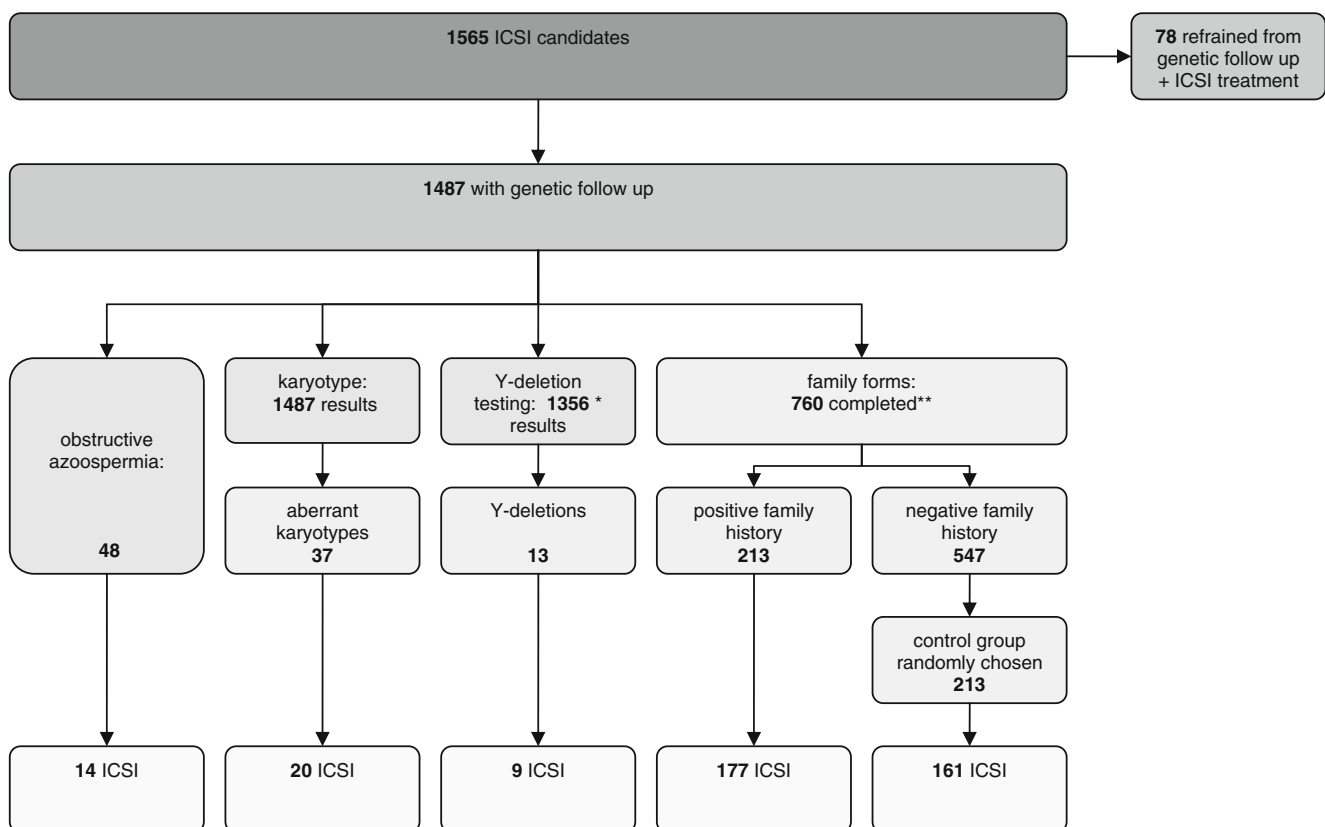 1565 ICSI candidates
78 refrained from
genetic follow up
+ ICSI treatment
1487 with genetic follow up
obstructive
azoospermia:
48
karyotype:
1487 results
Y-deletion
testing: 1356 *
results
family forms:
760 completed**
aberrant
karyotypes
37
Y-deletions
13
positive family
history
213
negative family
history
547
control group
randomly chosen
213
14 ICSI
20 ICSI
9 ICSI
177 ICSI
161 ICSI